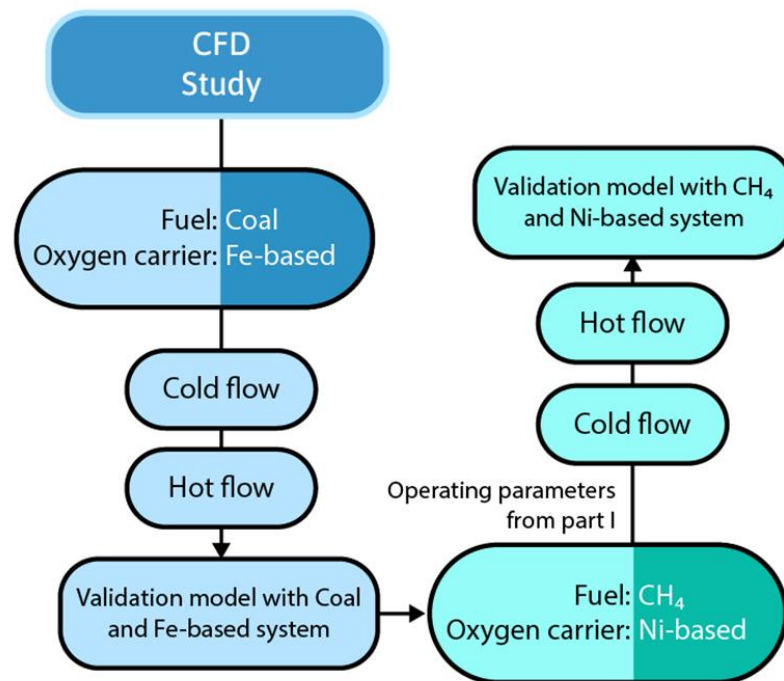 CFD
Study
Fuel: Coal
Oxygen carrier: Fe-based
Cold flow
Hot flow
Validation model with Coal
and Fe-based system
Fuel: CH₄
Oxygen carrier: Ni-based
Operating parameters
from part I
Cold flow
Hot flow
Validation model with CH₄
and Ni-based system